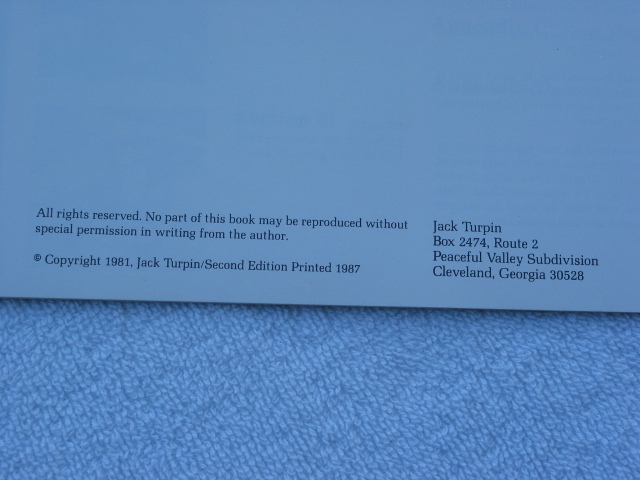 All rights reserved. No part of this book may be reproduced without
special permission in writing from the author.
© Copyright 1981, Jack Turpin/Second Edition Printed 1987
Jack Turpin
Box 2474, Route 2
Peaceful Valley Subdivision
Cleveland, Georgia 30528